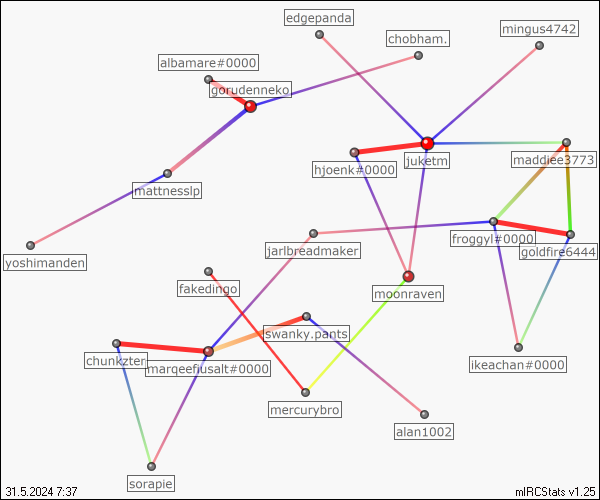 edgepanda
mingus4742
chobham.
albamare#0000
gorudenneko
juketm
maddiee3773
hjoenk#0000
mattnesslp
froggyl#0000
jarlbreadmaker
goldfire6444
yoshimanden
fakedingo
moonraven
swanky.pants
chunkzter
marqeefiusalt#0000
ikeachan#0000
mercurybro
alan1002
sorapie
31.5.2024 7:37
mIRCStats v1.25